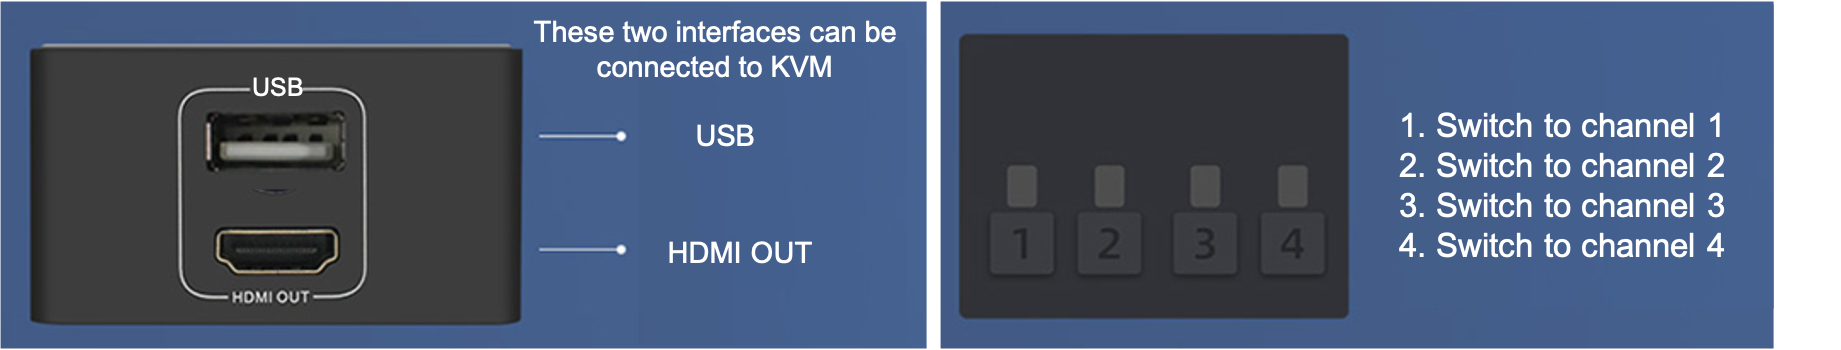 These two interfaces can be
connected to KVM
USB
USB
HDMI OUT
HDMI OUT
1 2 3 4
1. Switch to channel 1
2. Switch to channel 2
3. Switch to channel 3
4. Switch to channel 4